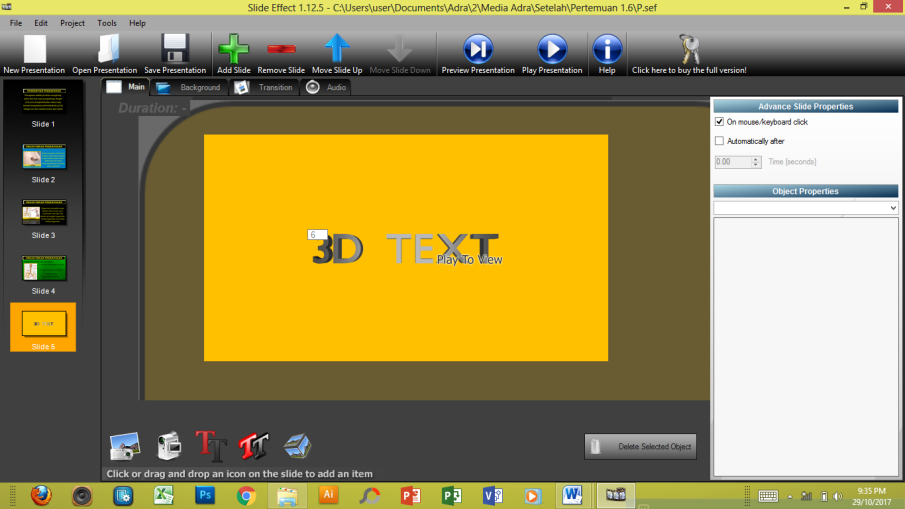 Slide Effect 1.12.5 - C:\Users\user\Documents\Adra\2\Media Adra\Setelah\Pertemuan 1.6\P.sef
File Edit Project Tools Help
New Presentation Open Presentation Save Presentation Add Slide Remove Slide Move Slide Up Move Slide Down Preview Presentation Play Presentation Help Click here to buy the full version!
Main Background Transition Audio
Duration: -
Slide 1
Slide 2
Slide 3
Slide 4
Slide 5
6
3D TEXT
Play To View
Advance Slide Properties
On mouse/keyboard click
Automatically after
0.00 Time (seconds)
Object Properties
Delete Selected Object
Click or drag and drop an icon on the slide to add an item
Ps Ai
9:35 PM
29/10/2017